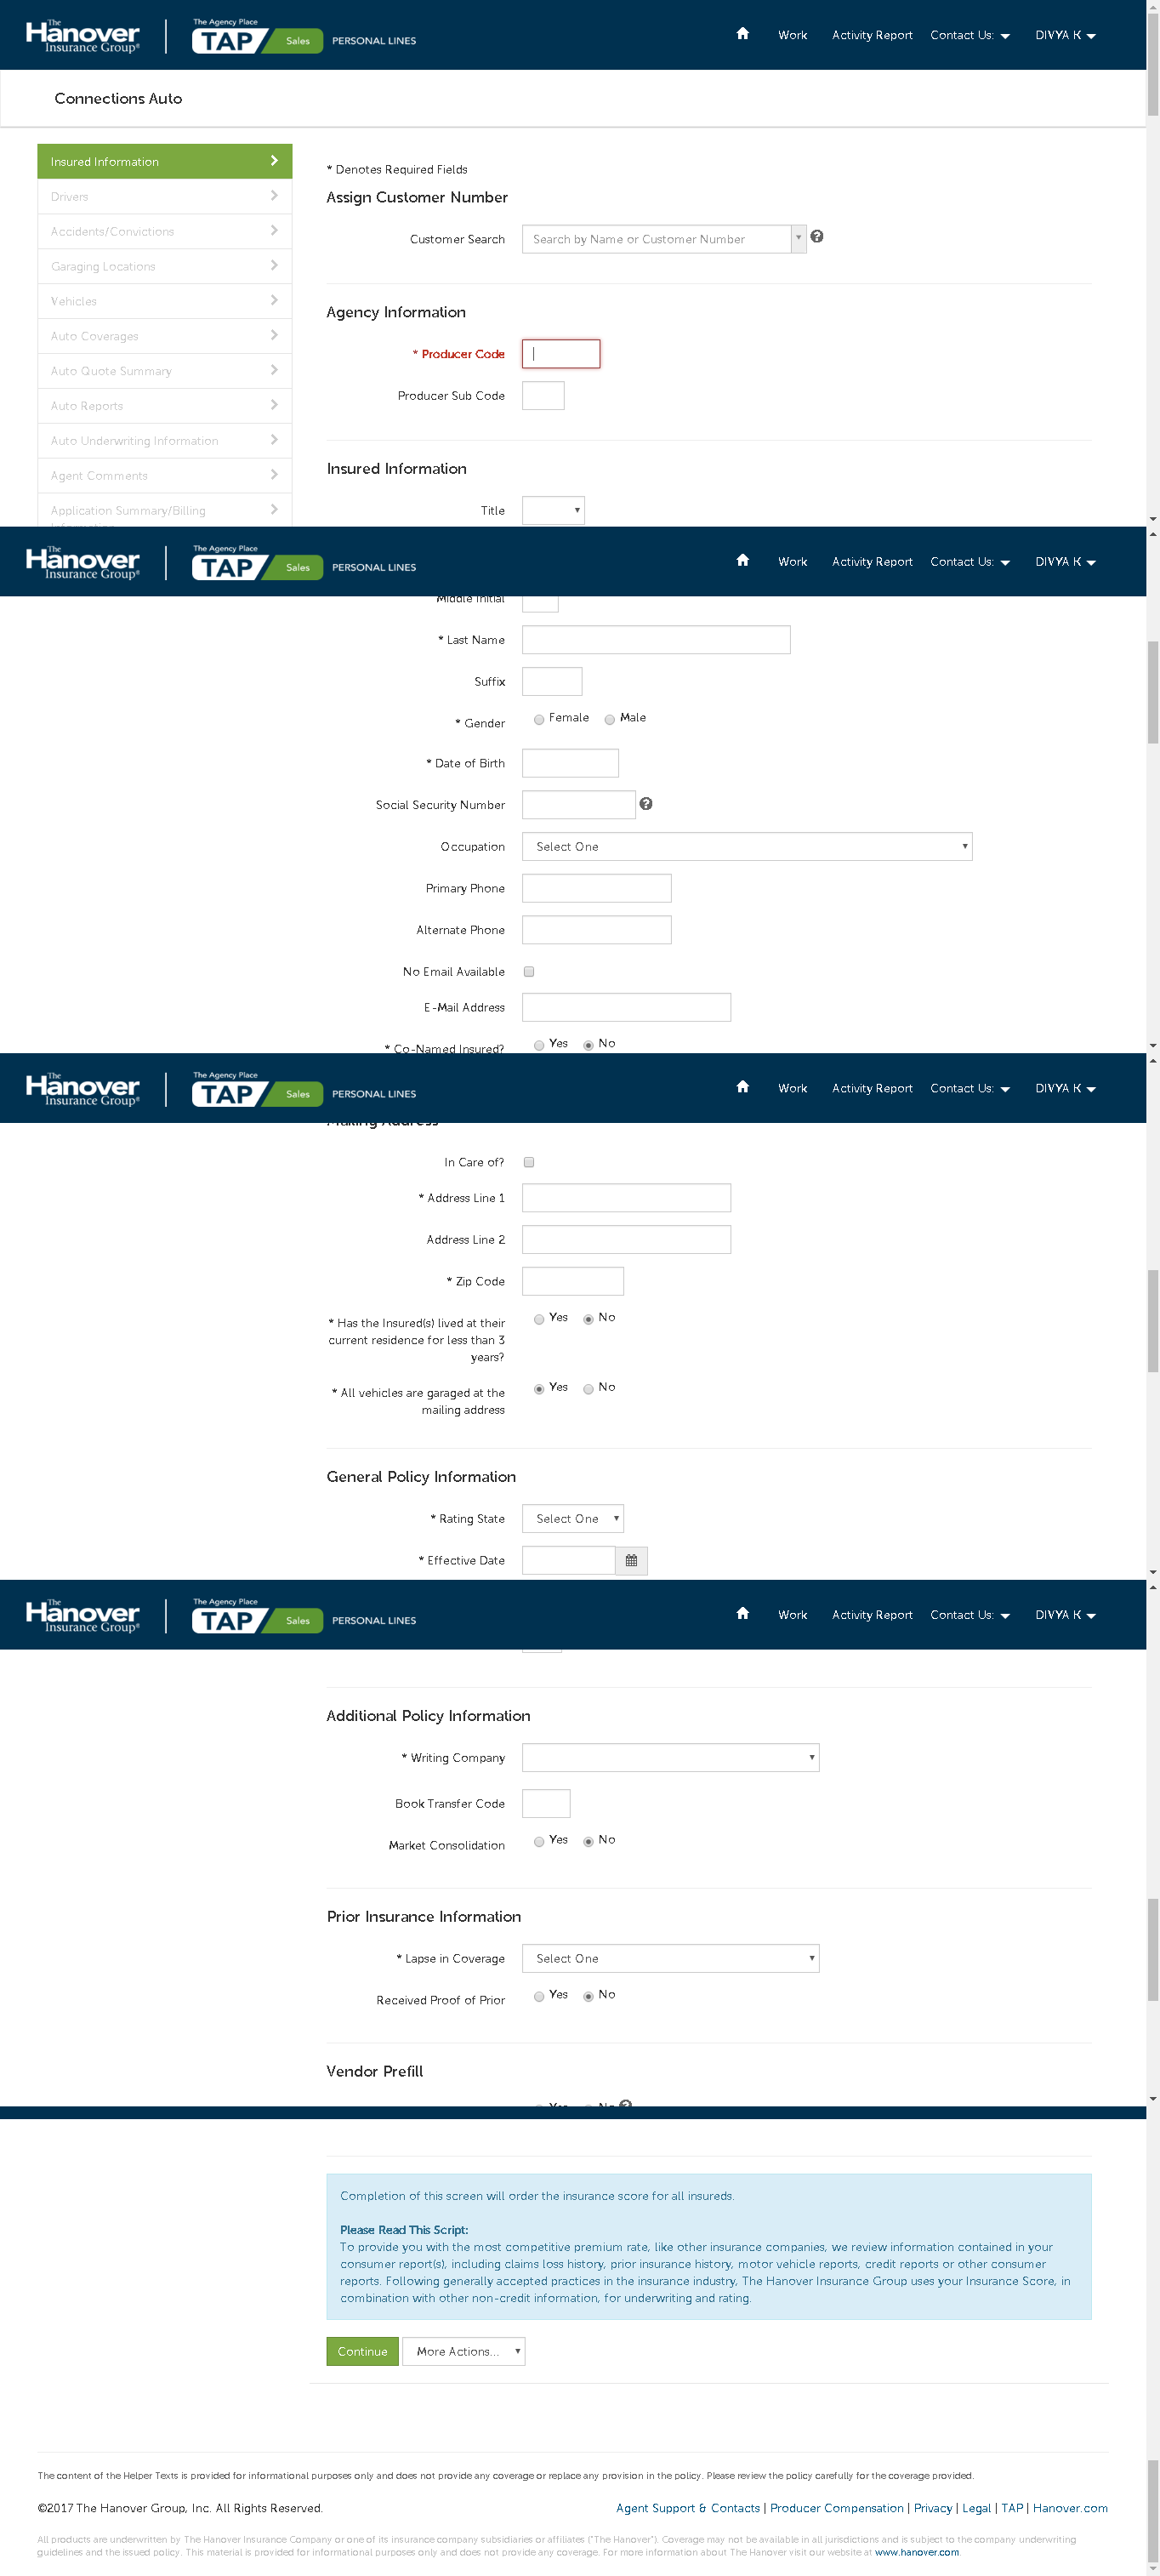 The Hanover Insurance Group®
The Agency Place
TAP Sales PERSONAL LINES
Work Activity Report Contact Us: DIVYA K
Connections Auto
Insured Information
Drivers
Accidents/Convictions
Garaging Locations
Vehicles
Auto Coverages
Auto Quote Summary
Auto Reports
Auto Underwriting Information
Agent Comments
Application Summary/Billing
* Denotes Required Fields
Assign Customer Number
Customer Search Search by Name or Customer Number
Agency Information
* Producer Code
Producer Sub Code
Insured Information
Title
The Hanover Insurance Group®
The Agency Place
TAP Sales PERSONAL LINES
Work Activity Report Contact Us: DIVYA K
Middle Initial
* Last Name
Suffix
* Gender Female Male
* Date of Birth
Social Security Number
Occupation Select One
Primary Phone
Alternate Phone
No Email Available
E-Mail Address
* Co-Named Insured? Yes No
The Hanover Insurance Group®
The Agency Place
TAP Sales PERSONAL LINES
Work Activity Report Contact Us: DIVYA K
Mailing Address
In Care of?
* Address Line 1
Address Line 2
* Zip Code
* Has the Insured(s) lived at their Yes No
current residence for less than 3
years?
* All vehicles are garaged at the Yes No
mailing address
General Policy Information
* Rating State Select One
* Effective Date
The Hanover Insurance Group®
The Agency Place
TAP Sales PERSONAL LINES
Work Activity Report Contact Us: DIVYA K
Additional Policy Information
* Writing Company
Book Transfer Code
Market Consolidation Yes No
Prior Insurance Information
* Lapse in Coverage Select One
Received Proof of Prior Yes No
Vendor Prefill
Yes No
Completion of this screen will order the insurance score for all insureds.
Please Read This Script:
To provide you with the most competitive premium rate, like other insurance companies, we review information contained in your
consumer report(s), including claims loss history, prior insurance history, motor vehicle reports, credit reports or other consumer
reports. Following generally accepted practices in the insurance industry, The Hanover Insurance Group uses your Insurance Score, in
combination with other non-credit information, for underwriting and rating.
Continue More Actions...
The content of the Helper Texts is provided for informational purposes only and does not provide any coverage or replace any provision in the policy. Please review the policy carefully for the coverage provided.
©2017 The Hanover Group, Inc. All Rights Reserved. Agent Support & Contacts | Producer Compensation | Privacy | Legal | TAP | Hanover.com
All products are underwritten by The Hanover Insurance Company or one of its insurance company subsidiaries or affiliates ("The Hanover"). Coverage may not be available in all jurisdictions and is subject to the company underwriting
guidelines and the issued policy. This material is provided for informational purposes only and does not provide any coverage. For more information about The Hanover visit our website at www.hanover.com.